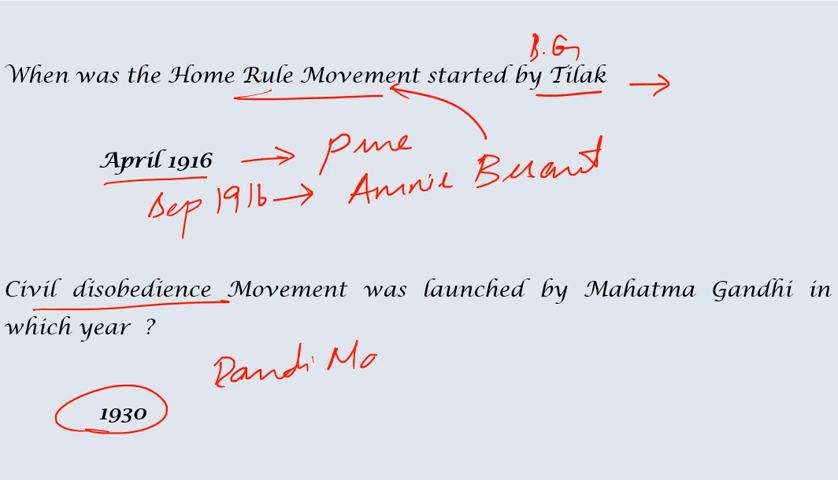 B.G
When was the Home Rule Movement started by Tilak
April 1916 Pune
Sep 1916 Annie Besant
Civil disobedience Movement was launched by Mahatma Gandhi in
which year ?
Dandi Ma
1930